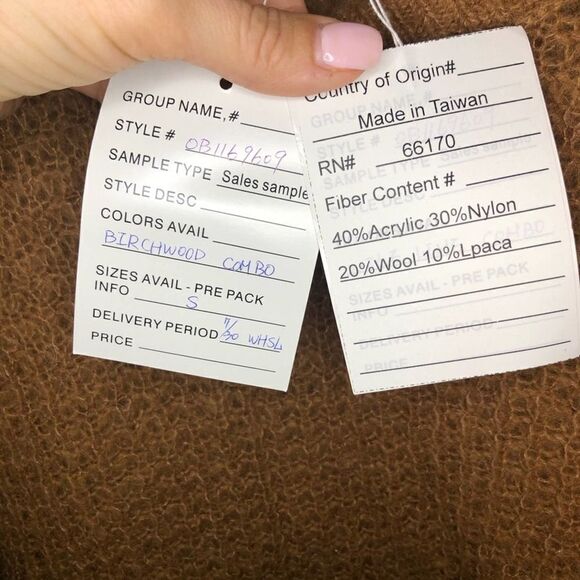 GROUP NAME, #
STYLE # OB1169609
SAMPLE TYPE Sales sample
STYLE DESC
COLORS AVAIL
BIRCHWOOD COMBO
SIZES AVAIL - PRE PACK
INFO S
DELIVERY PERIOD 7/30 WHSL
PRICE
Country of Origin#
Made in Taiwan
RN# 66170
Fiber Content #
40%Acrylic 30%Nylon
20%Wool 10%Lpaca